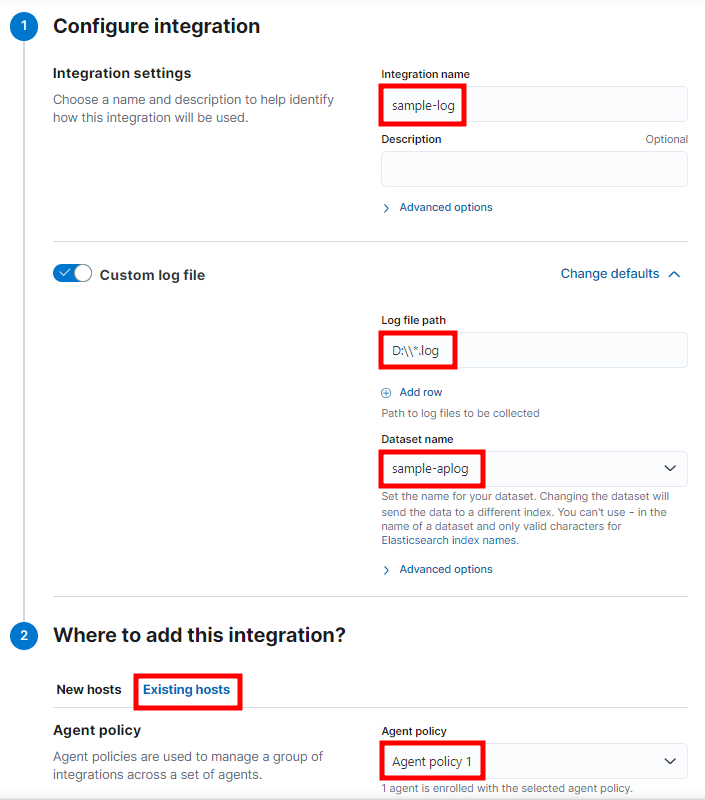 1
Configure integration
Integration settings
Choose a name and description to help identify
how this integration will be used.
Integration name
sample-log
Description
Optional
Advanced options
Custom log file
Change defaults
Log file path
D:\\*.log
Add row
Path to log files to be collected
Dataset name
sample-aplog
Set the name for your dataset. Changing the dataset will
send the data to a different index. You can't use - in the
name of a dataset and only valid characters for
Elasticsearch index names.
Advanced options
2
Where to add this integration?
New hosts
Existing hosts
Agent policy
Agent policies are used to manage a group of
integrations across a set of agents.
Agent policy
Agent policy 1
1 agent is enrolled with the selected agent policy.